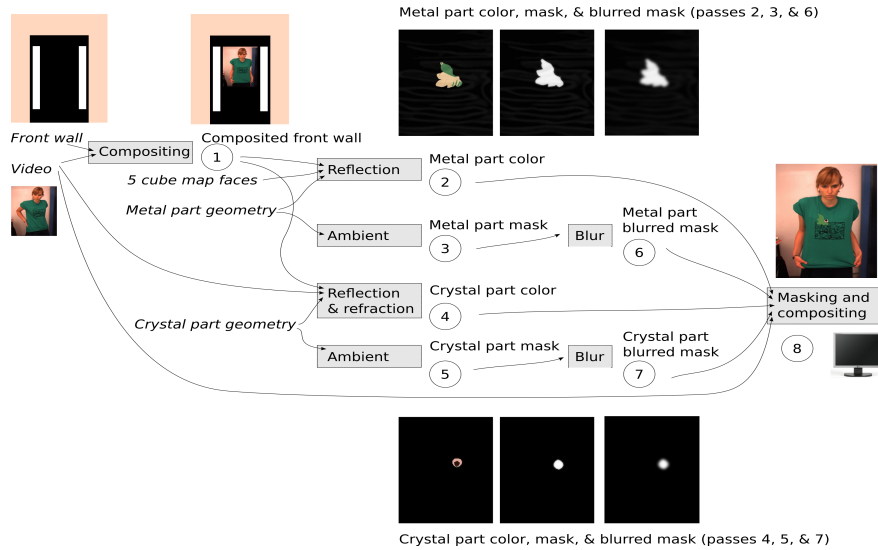 Metal part color, mask, & blurred mask (passes 2, 3, & 6)
Front wall
Compositing
Composited front wall
1
Video
5 cube map faces
Reflection
Metal part color
2
Metal part geometry
Ambient
Metal part mask
3
Blur
Metal part
blurred mask
6
Reflection
& refraction
Crystal part color
4
Masking and
compositing
8
Crystal part geometry
Ambient
Crystal part mask
5
Blur
Crystal part
blurred mask
7
Crystal part color, mask, & blurred mask (passes 4, 5, & 7)